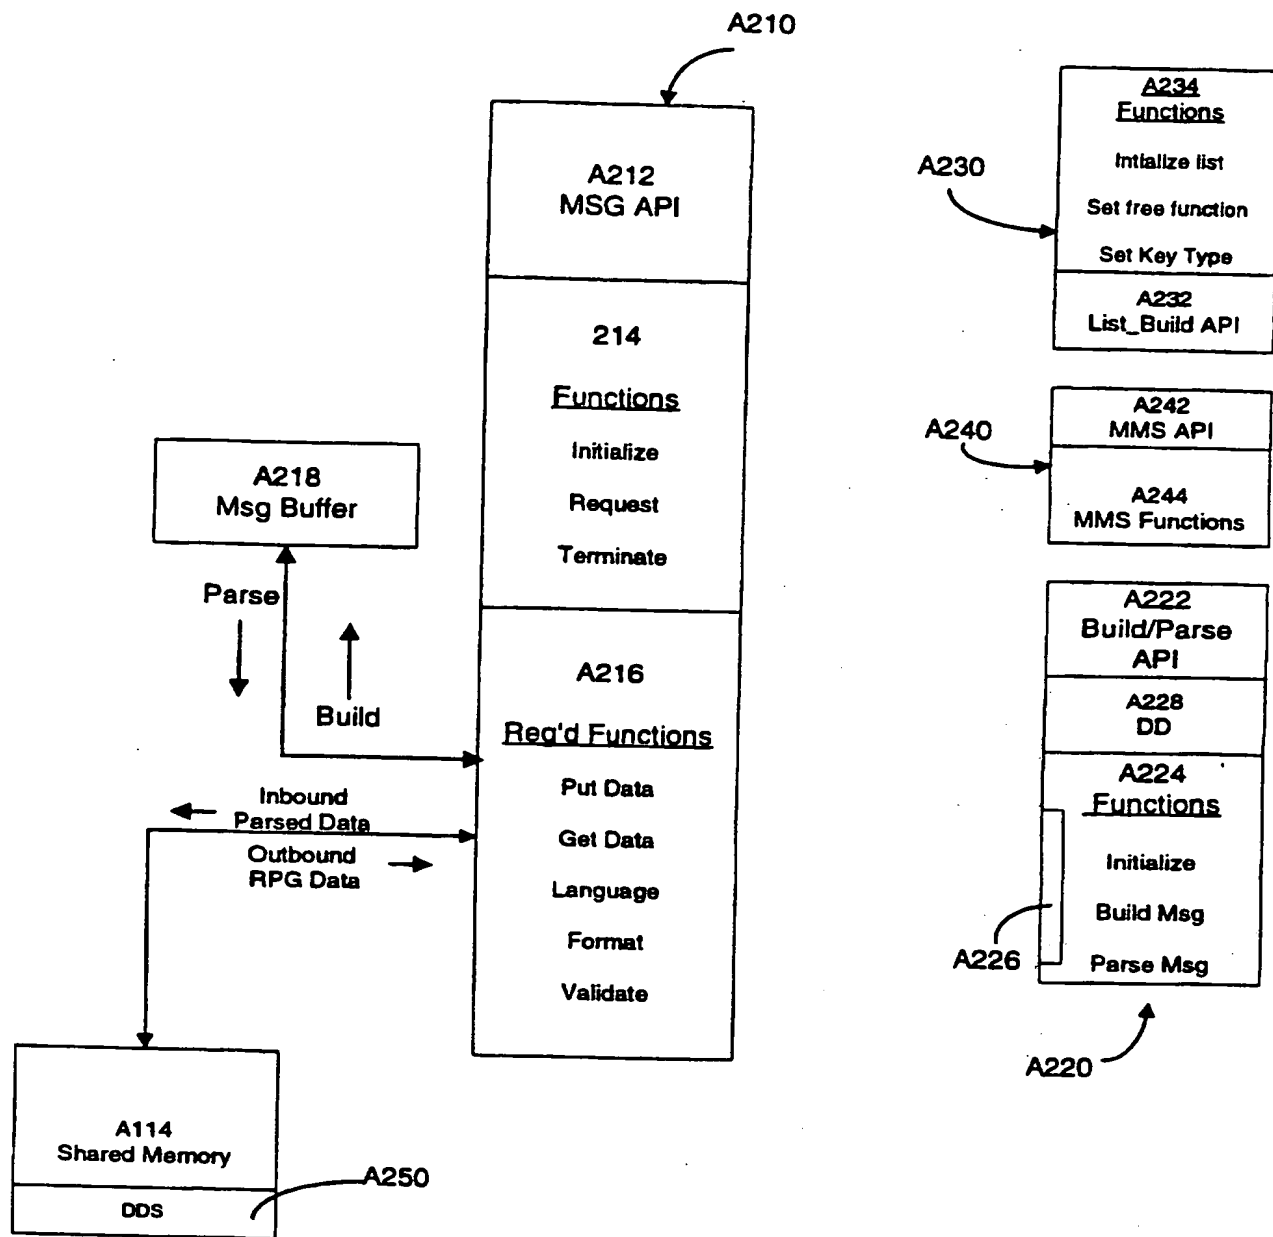 A210
A212
MSG API
214
Functions
Initialize
Request
Terminate
A216
Reg'd Functions
Put Data
Get Data
Language
Format
Validate
A218
Msg Buffer
Parse
Build
Inbound
Parsed Data
Outbound
RPG Data
A114
Shared Memory
DDS
A250
A230
A234
Functions
Intialize list
Set free function
Set Key Type
A232
List_Build API
A240
A242
MMS API
A244
MMS Functions
A222
Build/Parse
API
A228
DD
A224
Functions
Initialize
Build Msg
Parse Msg
A226
A220